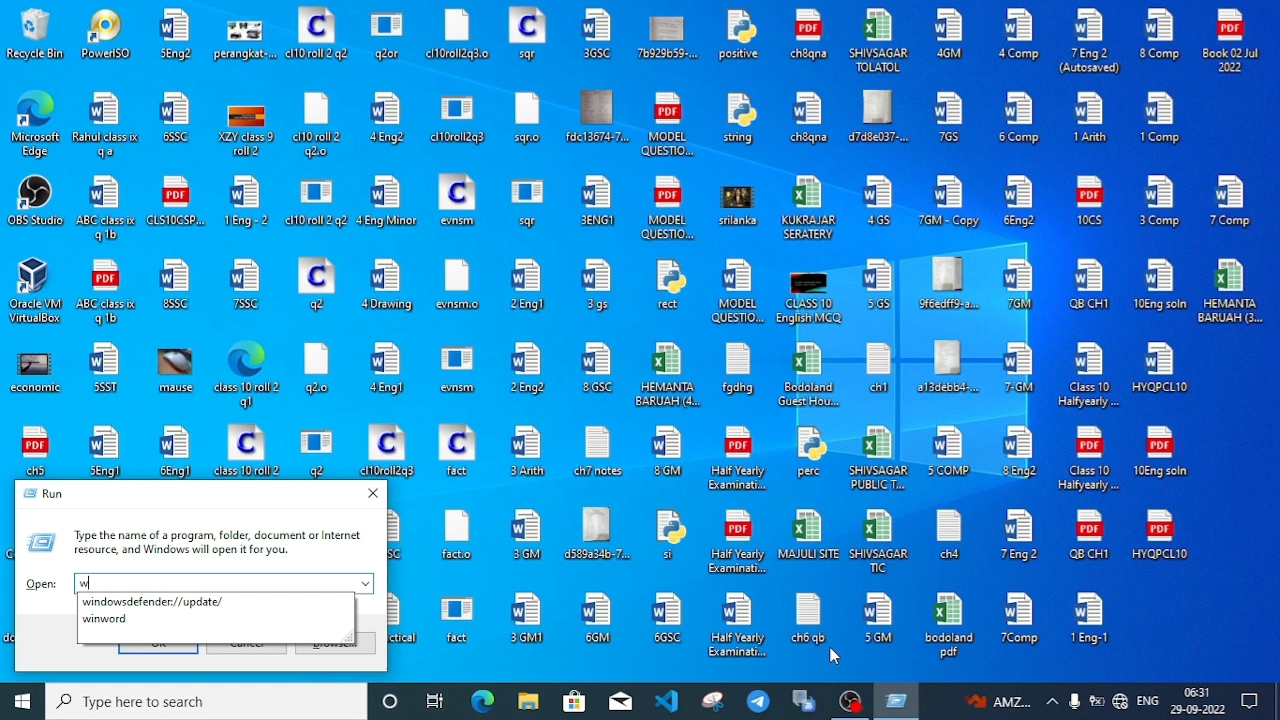 Recycle Bin
PowerISO
5Eng2
perangkat-...
cl10 roll 2 q2
q2or
cl10roll2q3.o
sqr
3GSC
7b929b59-...
positive
ch8qna
SHIVSAGAR
TOLATOL
4GM
4 Comp
7 Eng 2
(Autosaved)
8 Comp
Book 02 Jul
2022
Microsoft
Edge
Rahul class ix
q a
6SSC
XZY class 9
roll 2
cl10 roll 2
q2.o
4 Eng2
cl10roll2q3
sqr.o
fdc13674-7...
MODEL
QUESTIO...
string
ch8qna
d7d8e037-...
7GS
6 Comp
1 Arith
1 Comp
OBS Studio
ABC class ix
q 1b
CLS10CSP...
1 Eng - 2
cl10 roll 2 q2
4 Eng Minor
evnsm
sqr
3ENG1
MODEL
QUESTIO...
srilanka
KUKRAJAR
SERATERY
4 GS
7GM - Copy
6Eng2
10CS
3 Comp
7 Comp
Oracle VM
VirtualBox
ABC class ix
q 1b
8SSC
7SSC
q2
4 Drawing
evnsm.o
2 Eng1
3 gs
rect
MODEL
QUESTIO...
CLASS 10
English MCQ
5 GS
9f6edff9-a...
7GM
QB CH1
10Eng soln
HEMANTA
BARUAH (3...
economic
5SST
mause
class 10 roll 2
q1
q2.o
4 Eng1
evnsm
2 Eng2
8 GSC
HEMANTA
BARUAH (4...
fgdhg
Bodoland
Guest Hou...
ch1
a13debb4-...
7-GM
Class 10
Halfyearly ...
HYQPCL10
ch5
5Eng1
6Eng1
class 10 roll 2
q2
cl10roll2q3
fact
3 Arith
ch7 notes
8 GM
Half Yearly
Examinati...
perc
SHIVSAGAR
PUBLIC T...
5 COMP
8 Eng2
Class 10
Halfyearly ...
10Eng soln
fact.o
3 GM
d589a34b-7...
si
Half Yearly
Examinati...
MAJULI SITE
SHIVSAGAR
TIC
ch4
7 Eng 2
QB CH1
HYQPCL10
fact
3 GM1
6GM
6GSC
Half Yearly
Examinati...
ch6 qb
5 GM
bodoland
pdf
7Comp
1 Eng-1
Run
Type the name of a program, folder, document or Internet
resource, and Windows will open it for you.
Open:
w
windowsdefender://update/
winword
Type here to search
AMZ...
ENG
06:31
29-09-2022